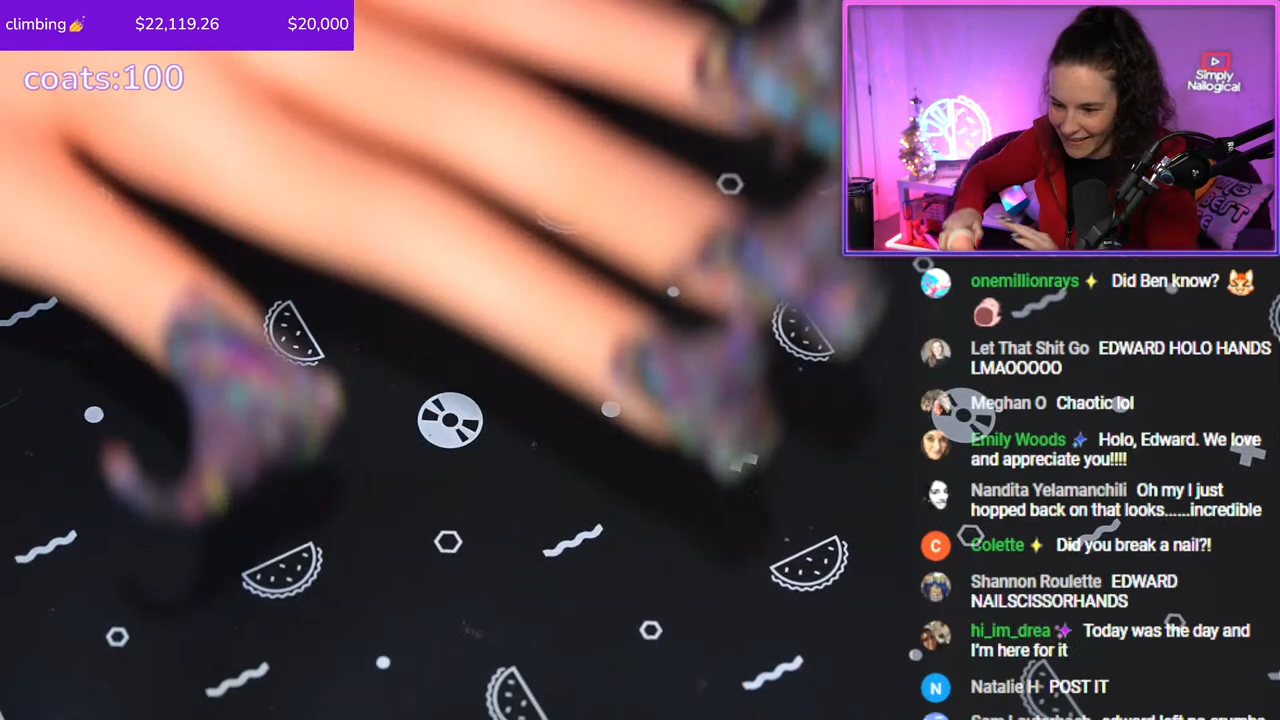 climbing💅 $22,119.26 $20,000
coats:100
Simply
Nailogical
BEST
onemillionrays Did Ben know?
Let That Shit Go EDWARD HOLO HANDS
LMAOOOOO
Meghan O Chaotic lol
Emily Woods Holo, Edward. We love
and appreciate you!!!!
Nandita Yelamanchili Oh my I just
hopped back on that looks......incredible
C
Colette Did you break a nail?!
Shannon Roulette EDWARD
NAILSCISSORHANDS
hi_im_drea Today was the day and
I'm here for it
N
Natalie H POST IT